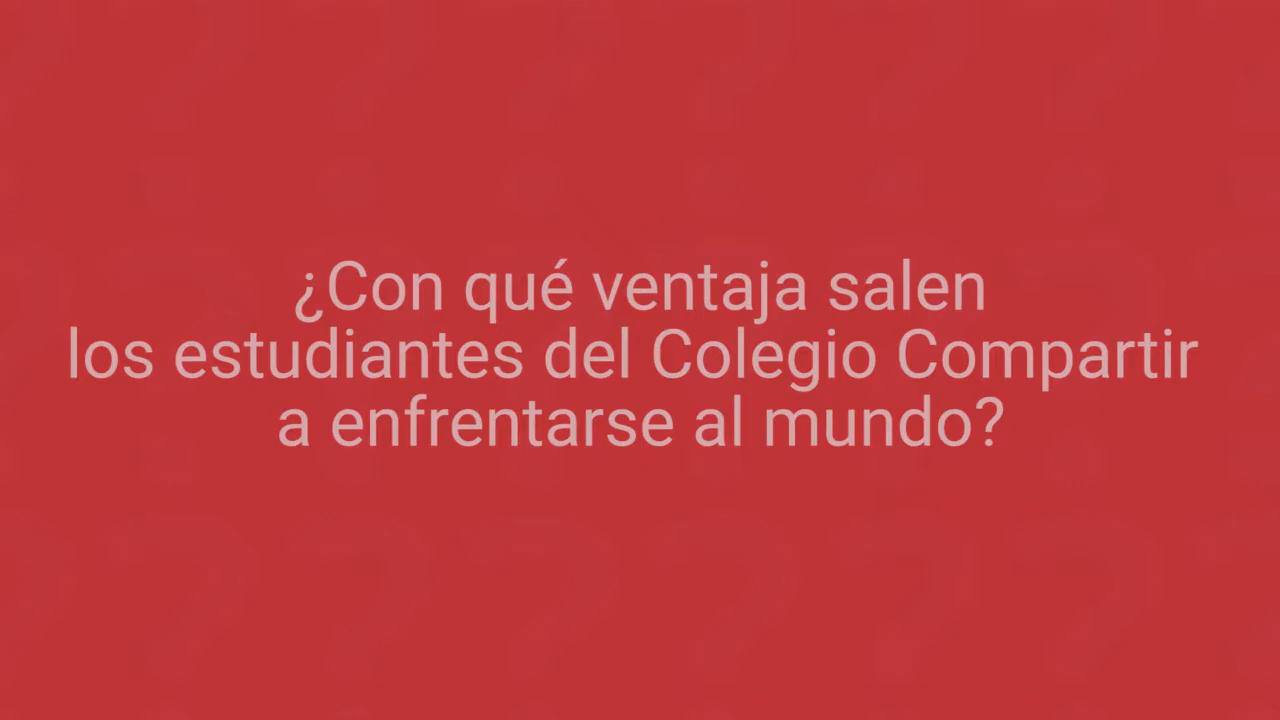 ¿Con qué ventaja salen
los estudiantes del Colegio Compartir
a enfrentarse al mundo?